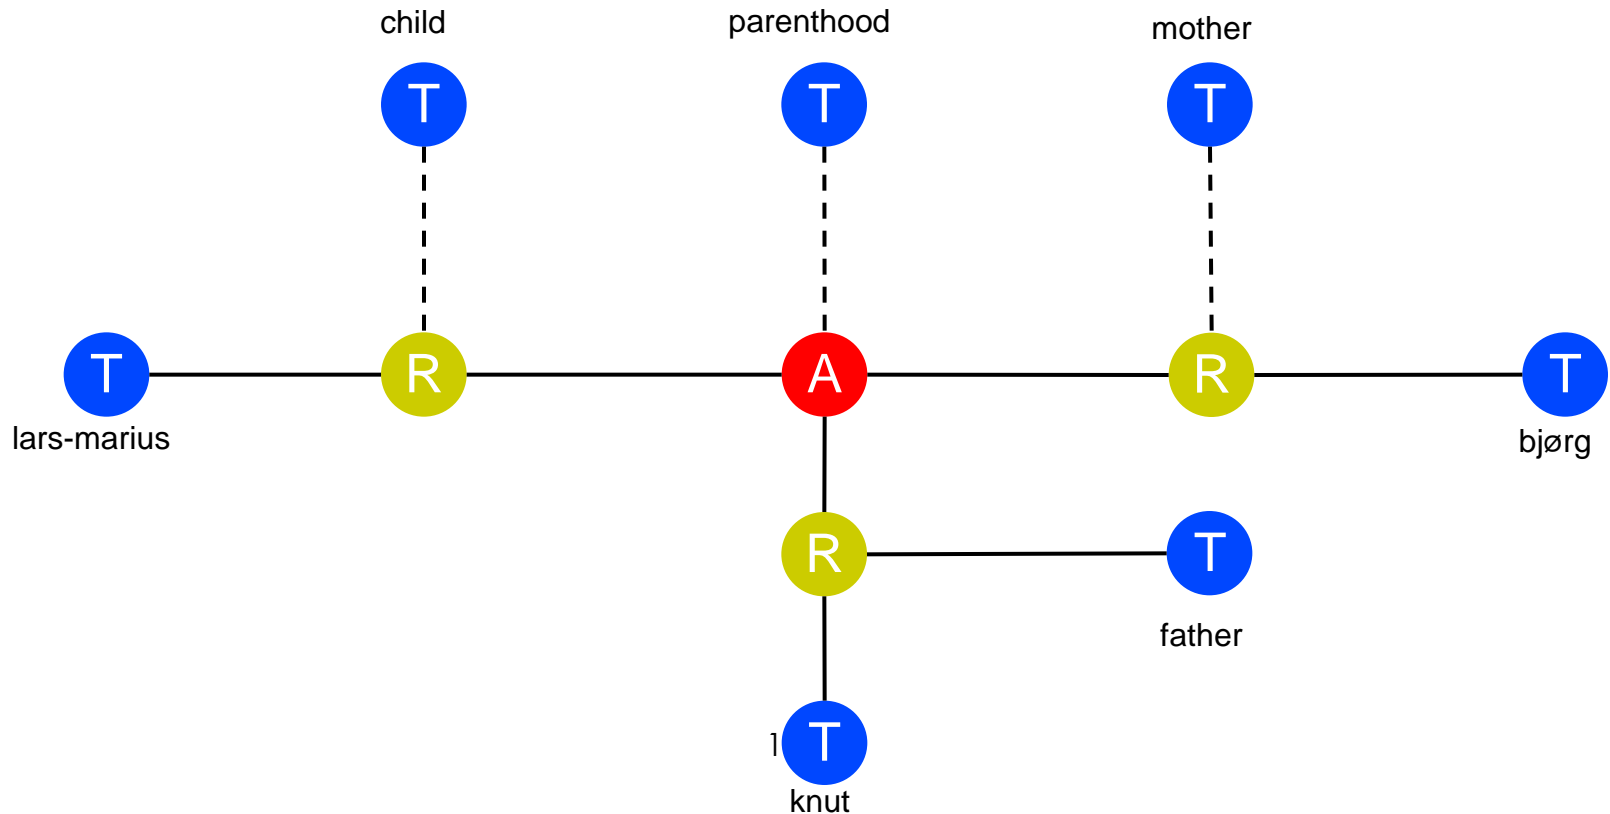 child parenthood mother
T T T
T R A R T
lars-marius bjørg
R T
father
T
knut